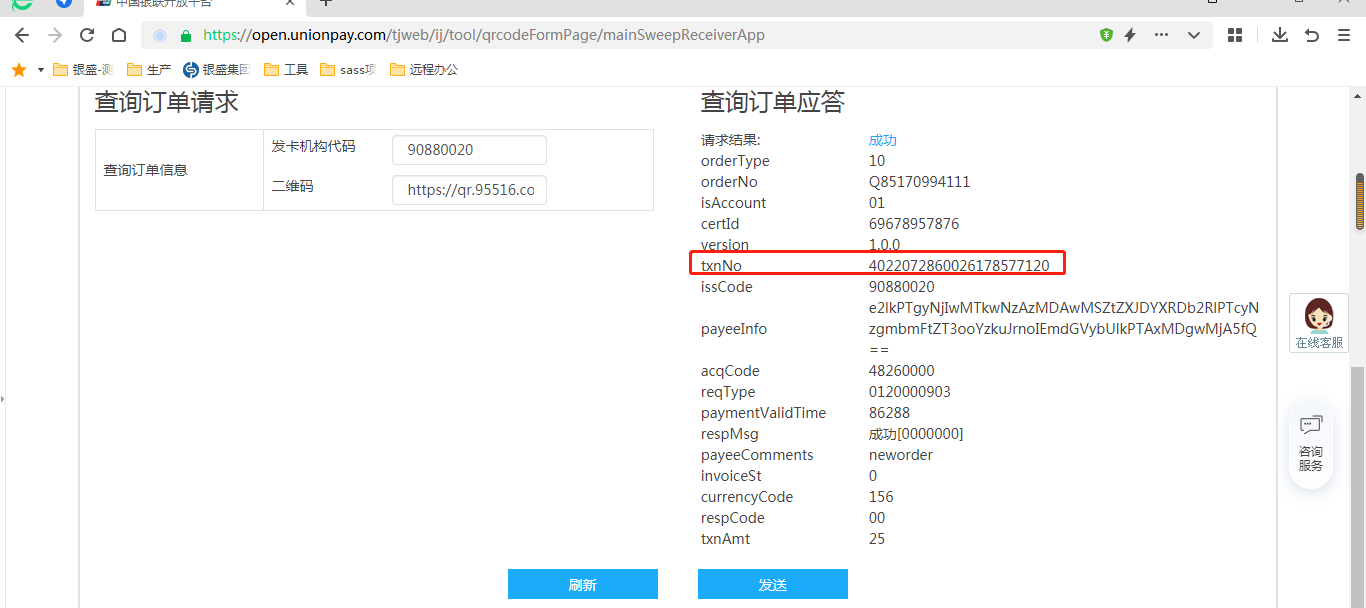 中国银联开放平台
https://open.unionpay.com/tjweb/ij/tool/qrcodeFormPage/mainSweepReceiverApp
银盛-测 生产 银盛集团 工具 sass项 远程办公
查询订单请求
查询订单信息
发卡机构代码 90880020
二维码 https://qr.95516.co
查询订单应答
请求结果: 成功
orderType 10
orderNo Q85170994111
isAccount 01
certId 69678957876
version 1.0.0
txnNo 4022072860026178577120
issCode 90880020
payeeInfo e2lkPTgyNjIwMTkwNzAzMDAwMSZtZXJDYXRDb2RlPTcyN
zgmbmFtZT3ooYzkuJrnoIEmdGVybUlkPTAxMDgwMjA5fQ
==
acqCode 48260000
reqType 0120000903
paymentValidTime 86288
respMsg 成功[0000000]
payeeComments neworder
invoiceSt 0
currencyCode 156
respCode 00
txnAmt 25
刷新 发送
在线客服
咨询
服务